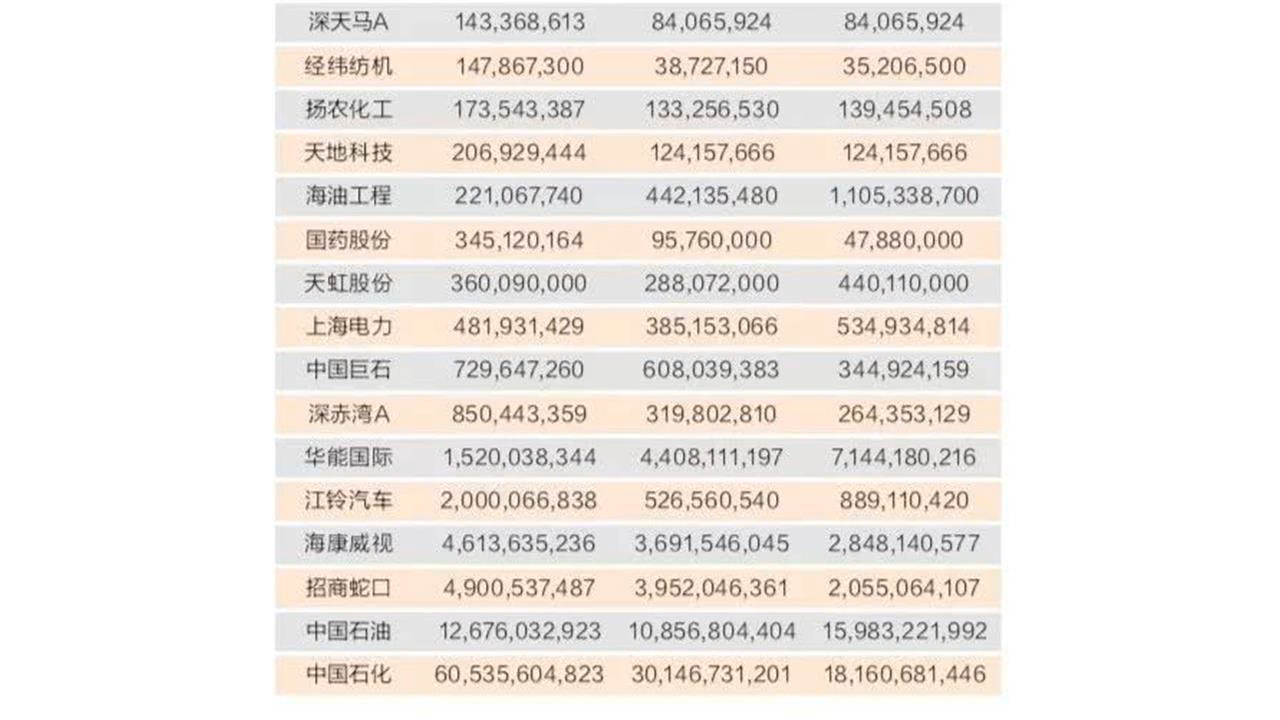 深天马A 143,368,613 84,065,924 84,065,924
经纬纺机 147,867,300 38,727,150 35,206,500
扬农化工 173,543,387 133,256,530 139,454,508
天地科技 206,929,444 124,157,666 124,157,666
海油工程 221,067,740 442,135,480 1,105,338,700
国药股份 345,120,164 95,760,000 47,880,000
天虹股份 360,090,000 288,072,000 440,110,000
上海电力 481,931,429 385,153,066 534,934,814
中国巨石 729,647,260 608,039,383 344,924,159
深赤湾A 850,443,359 319,802,810 264,353,129
华能国际 1,520,038,344 4,408,111,197 7,144,180,216
江铃汽车 2,000,066,838 526,560,540 889,110,420
海康威视 4,613,635,236 3,691,546,045 2,848,140,577
招商蛇口 4,900,537,487 3,952,046,361 2,055,064,107
中国石油 12,676,032,923 10,856,804,404 15,983,221,992
中国石化 60,535,604,823 30,146,731,201 18,160,681,446